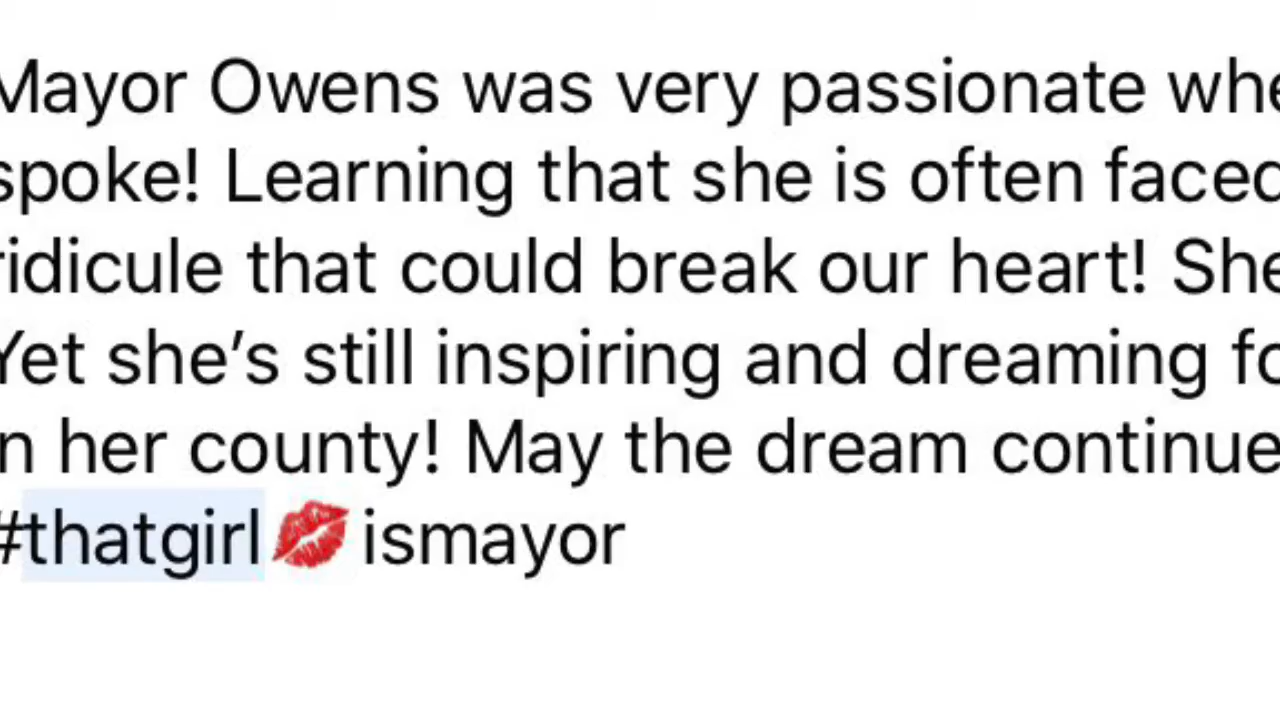 Mayor Owens was very passionate whe
spoke! Learning that she is often faced
ridicule that could break our heart! She
Yet she’s still inspiring and dreaming fo
n her county! May the dream continue
#thatgirl💋ismayor